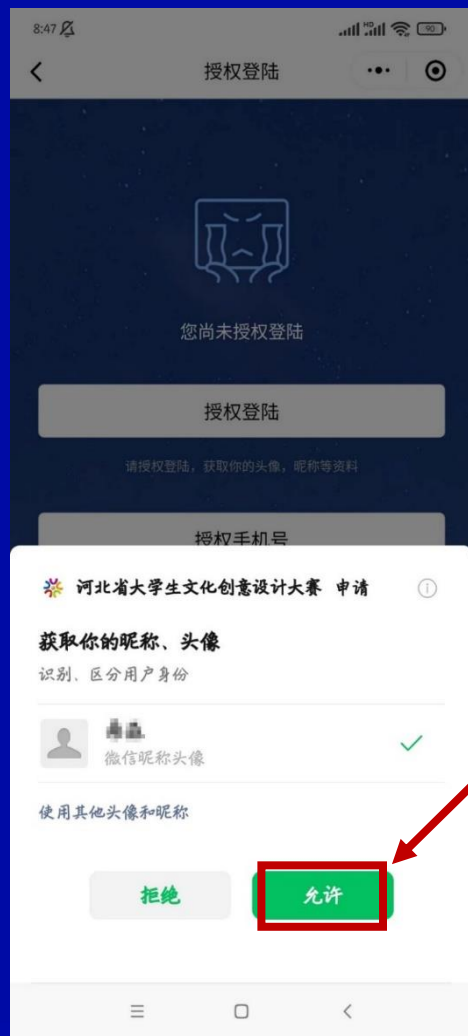 8:47
HD
90
授权登陆
您尚未授权登陆
授权登陆
请授权登陆，获取你的头像，昵称等资料
授权手机号
河北省大学生文化创意设计大赛 申请
获取你的昵称、头像
识别、区分用户身份
微信昵称头像
使用其他头像和昵称
拒绝
允许